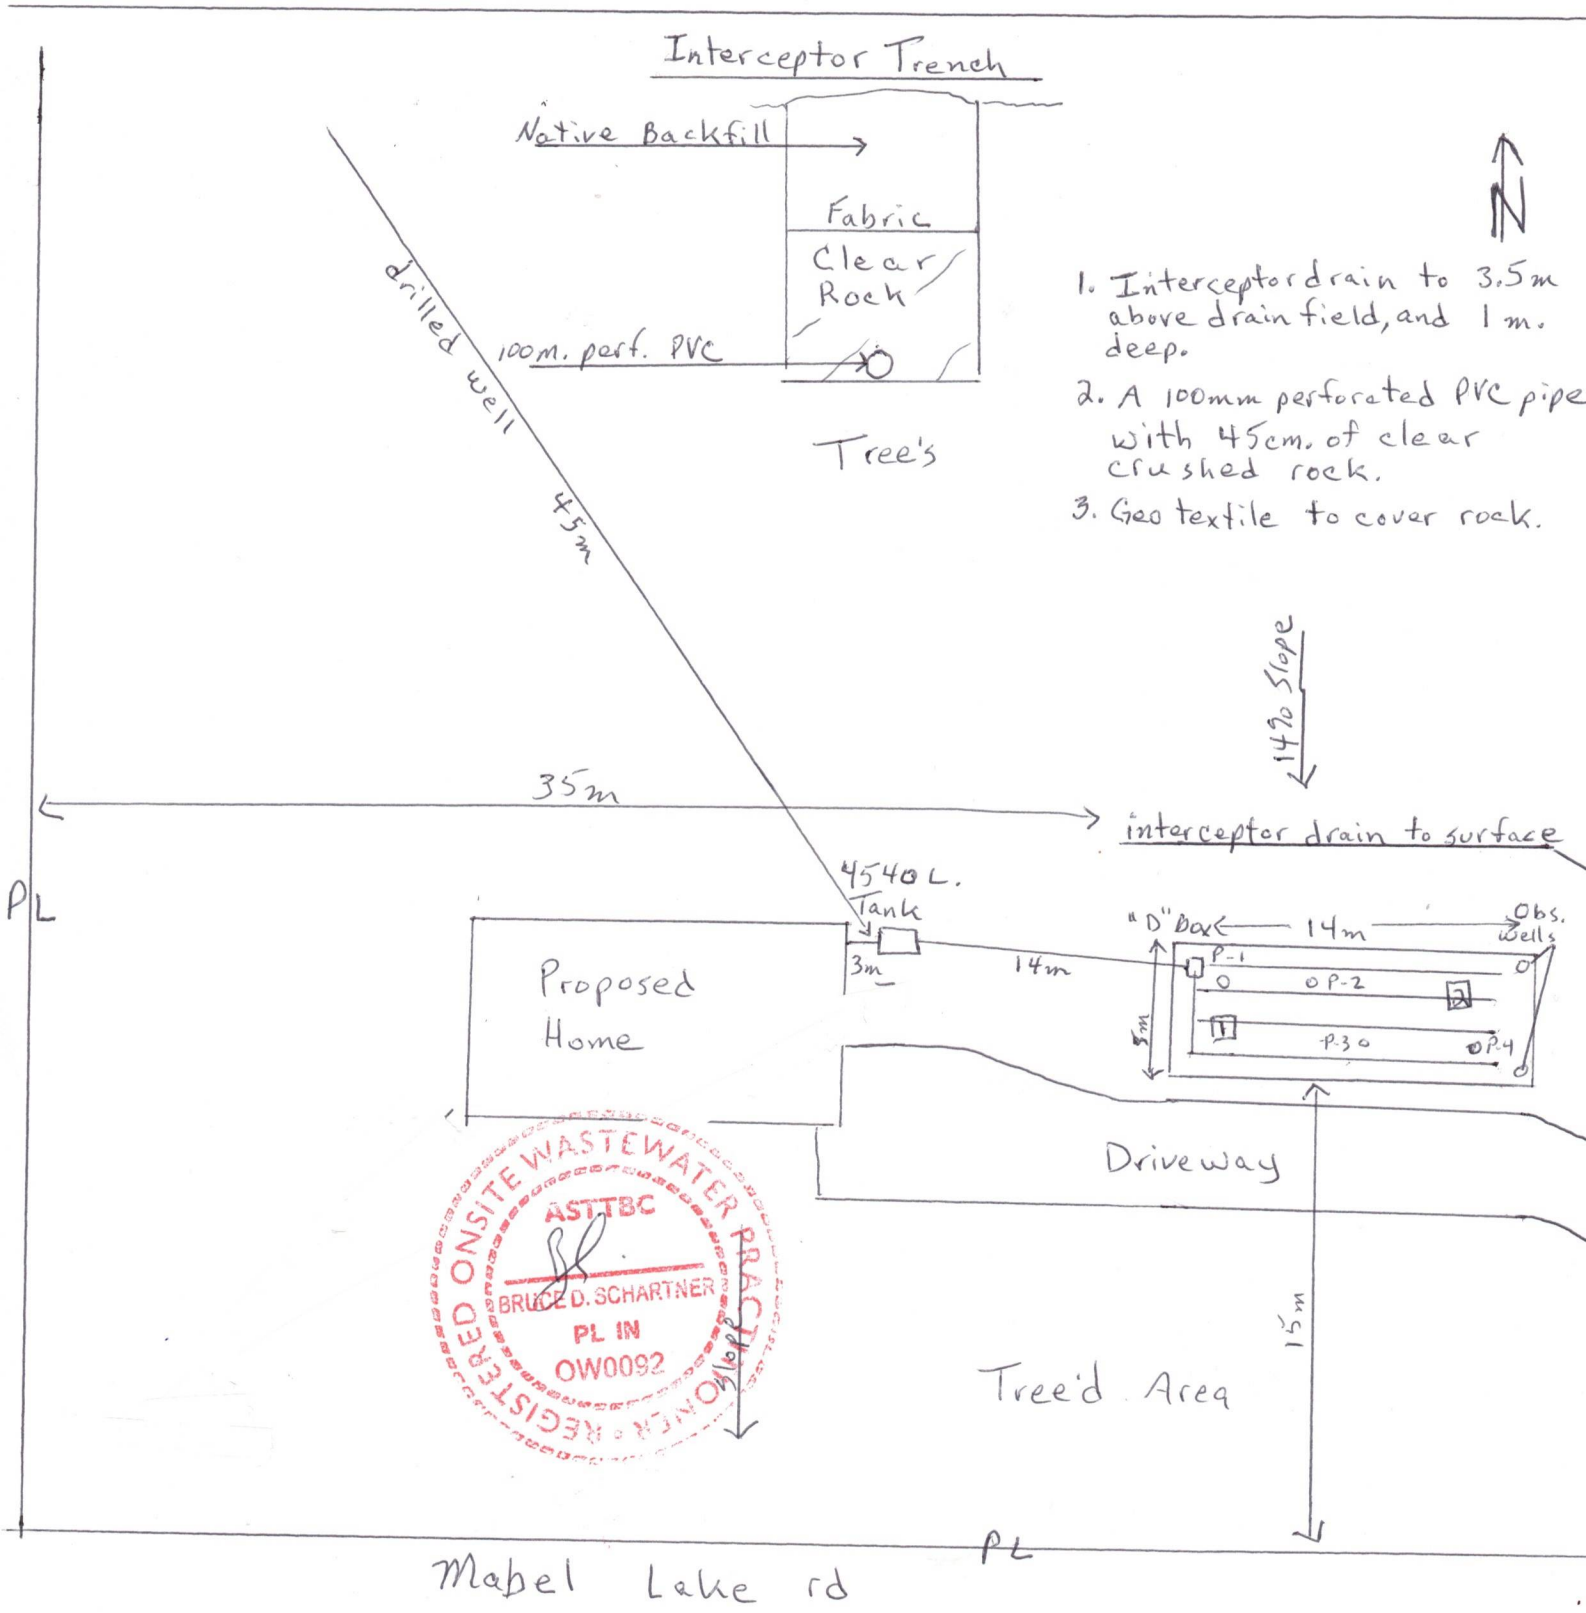 Interceptor Trench
Native Backfill
Fabric
Clear
Rock
100m. perf. PVC
Tree's
N
1. Interceptor drain to 3.5m
above drain field, and 1 m.
deep.
2. A 100mm perforated PVC pipe
with 45cm. of clear
crushed rock.
3. Geo textile to cover rock.
drilled well 45m
14% Slope
35m
interceptor drain to surface
PL
4540 L.
Tank
"D" Box
14m
Obs.
wells
3m
14m
5m
P-1
P-2
2
1
P-3
P-4
Proposed
Home
Driveway
REGISTERED ONSITE WASTEWATER PRACTITIONER
ASTTBC
BRUCE D. SCHARTNER
PL IN
OW0092
Slope
15m
Tree'd Area
PL
Mabel Lake rd